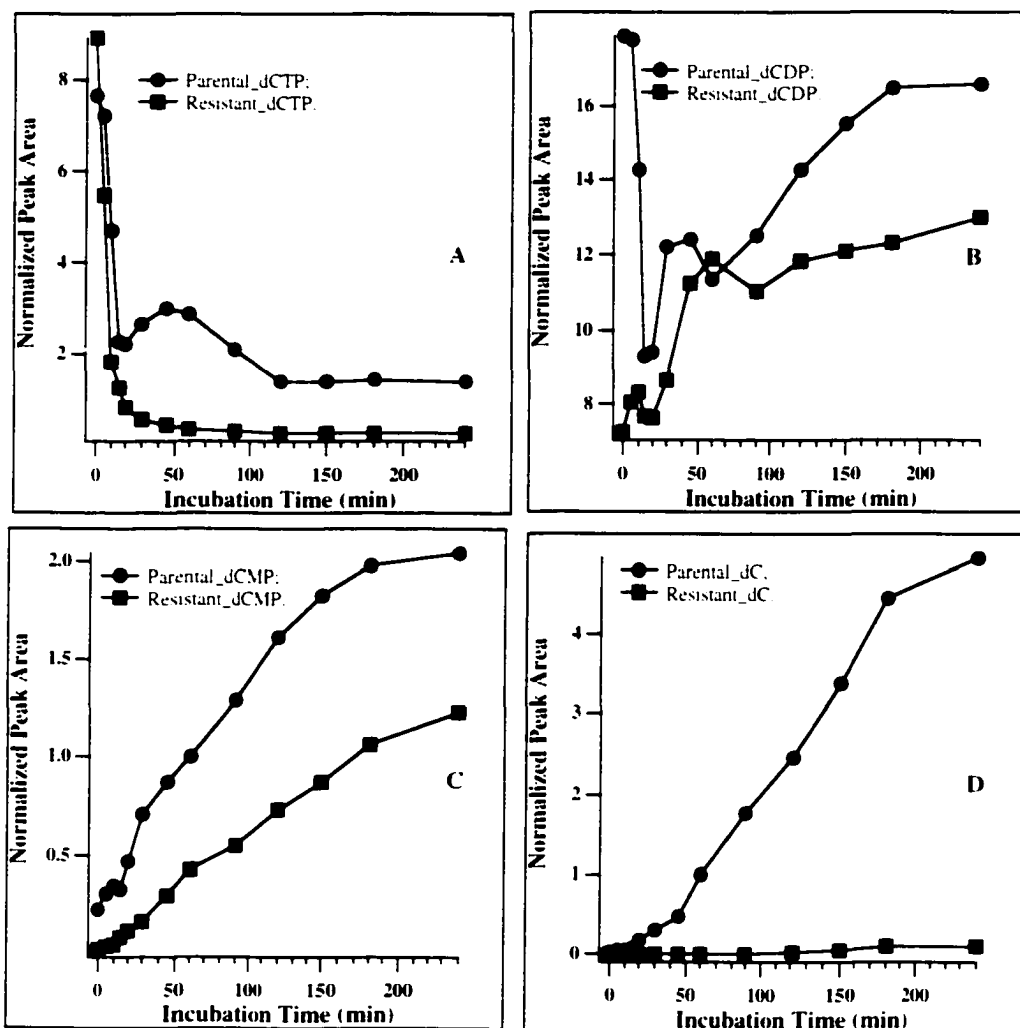 Normalized Peak Area
8
6
4
2
Parental_dCTP:
Resistant_dCTP.
A
0
50
100
150
200
Incubation Time (min)
Normalized Peak Area
16
14
12
10
8
Parental_dCDP:
Resistant_dCDP.
B
0
50
100
150
200
Incubation Time (min)
Normalized Peak Area
2.0
1.5
1.0
0.5
Parental_dCMP:
Resistant_dCMP.
C
0
50
100
150
200
Incubation Time (min)
Normalized Peak Area
4
3
2
1
0
Parental_dC.
Resistant_dC.
D
0
50
100
150
200
Incubation Time (min)